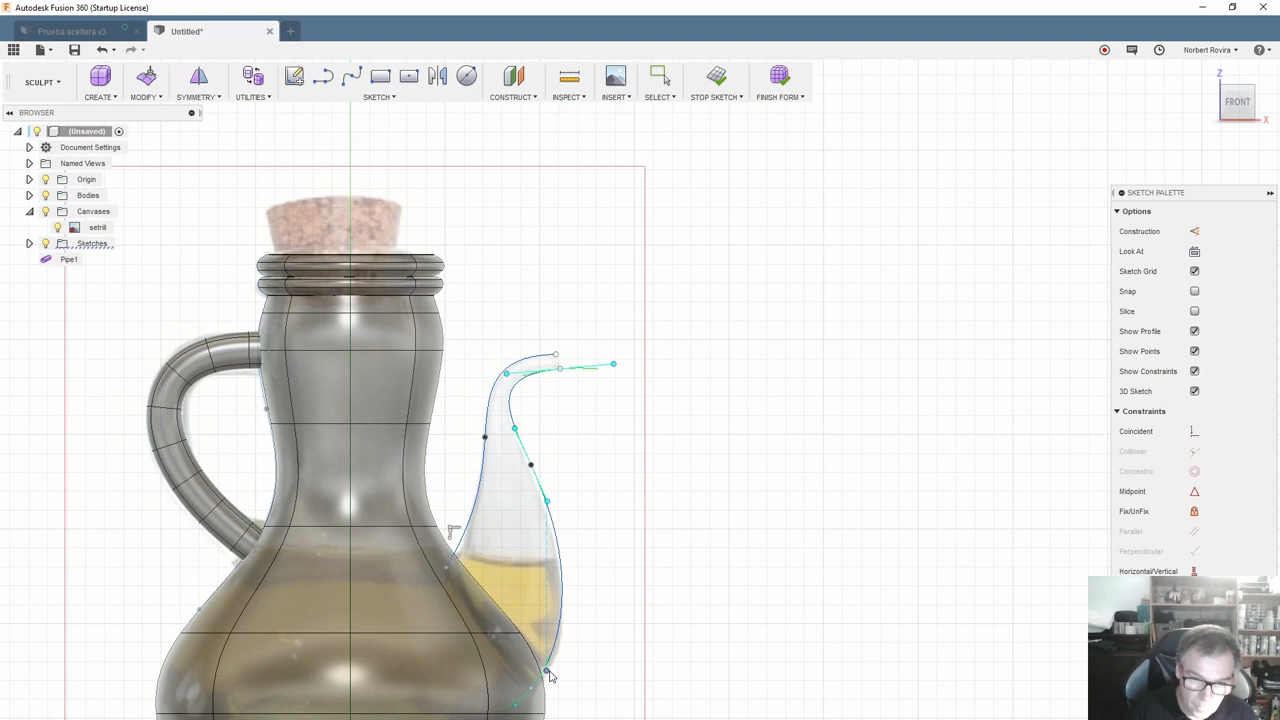 Autodesk Fusion 360 (Startup License)
Prueba aceitera v3
Untitled*
Norbert Rovira
SCULPT
CREATE
MODIFY
SYMMETRY
UTILITIES
SKETCH
CONSTRUCT
INSPECT
INSERT
SELECT
STOP SKETCH
FINISH FORM
BROWSER
(Unsaved)
Document Settings
Named Views
Origin
Bodies
Canvases
setrill
Sketches
Pipe1
Z
FRONT
X
SKETCH PALETTE
Options
Construction
Look At
Sketch Grid
Snap
Slice
Show Profile
Show Points
Show Constraints
3D Sketch
Constraints
Coincident
Collinear
Concentric
Midpoint
Fix/UnFix
Parallel
Perpendicular
Horizontal/Vertical